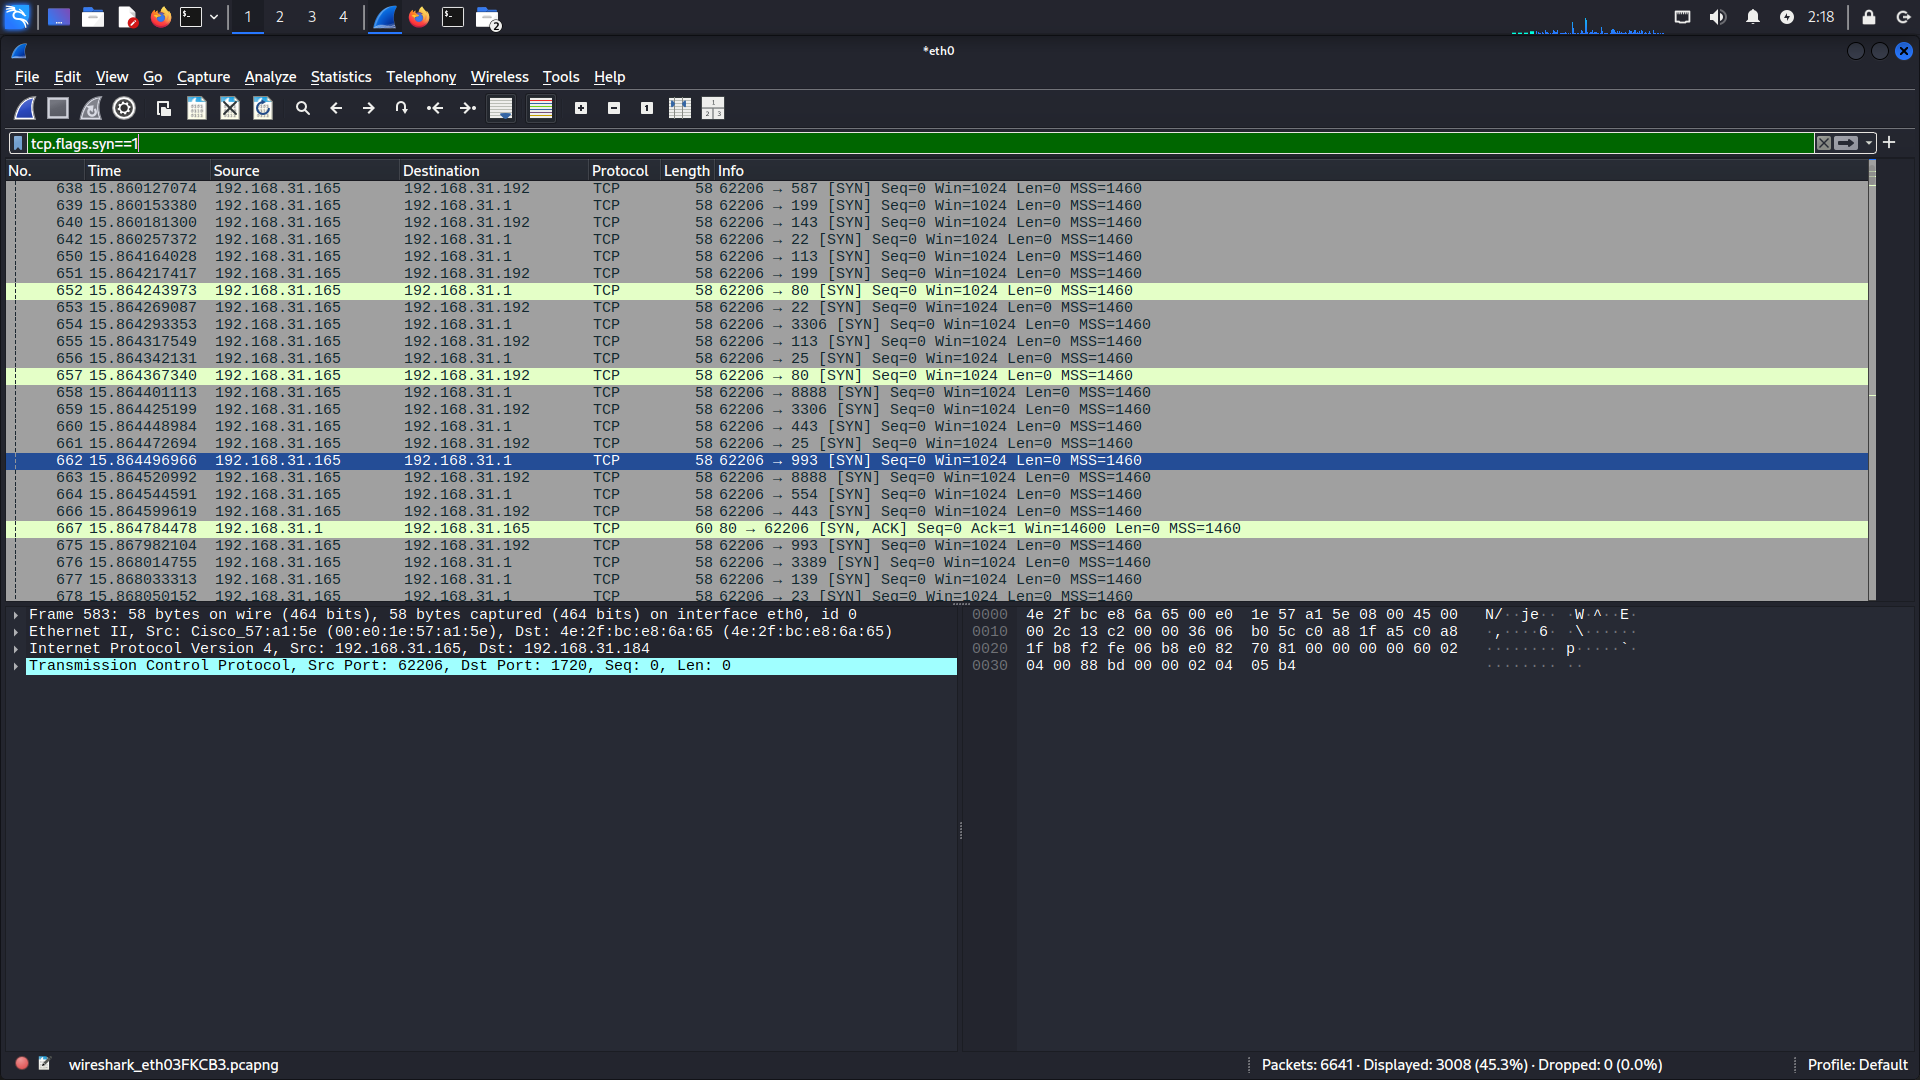 1 2 3 4 2 2:18
*eth0
File Edit View Go Capture Analyze Statistics Telephony Wireless Tools Help
tcp.flags.syn==1
No. Time Source Destination Protocol Length Info
638 15.860127074 192.168.31.165 192.168.31.192 TCP 58 62206 → 587 [SYN] Seq=0 Win=1024 Len=0 MSS=1460
639 15.860153380 192.168.31.165 192.168.31.1 TCP 58 62206 → 199 [SYN] Seq=0 Win=1024 Len=0 MSS=1460
640 15.860181300 192.168.31.165 192.168.31.192 TCP 58 62206 → 143 [SYN] Seq=0 Win=1024 Len=0 MSS=1460
642 15.860257372 192.168.31.165 192.168.31.1 TCP 58 62206 → 22 [SYN] Seq=0 Win=1024 Len=0 MSS=1460
650 15.864164028 192.168.31.165 192.168.31.1 TCP 58 62206 → 113 [SYN] Seq=0 Win=1024 Len=0 MSS=1460
651 15.864217417 192.168.31.165 192.168.31.192 TCP 58 62206 → 199 [SYN] Seq=0 Win=1024 Len=0 MSS=1460
652 15.864243973 192.168.31.165 192.168.31.1 TCP 58 62206 → 80 [SYN] Seq=0 Win=1024 Len=0 MSS=1460
653 15.864269087 192.168.31.165 192.168.31.192 TCP 58 62206 → 22 [SYN] Seq=0 Win=1024 Len=0 MSS=1460
654 15.864293353 192.168.31.165 192.168.31.1 TCP 58 62206 → 3306 [SYN] Seq=0 Win=1024 Len=0 MSS=1460
655 15.864317549 192.168.31.165 192.168.31.192 TCP 58 62206 → 113 [SYN] Seq=0 Win=1024 Len=0 MSS=1460
656 15.864342131 192.168.31.165 192.168.31.1 TCP 58 62206 → 25 [SYN] Seq=0 Win=1024 Len=0 MSS=1460
657 15.864367340 192.168.31.165 192.168.31.192 TCP 58 62206 → 80 [SYN] Seq=0 Win=1024 Len=0 MSS=1460
658 15.864401113 192.168.31.165 192.168.31.1 TCP 58 62206 → 8888 [SYN] Seq=0 Win=1024 Len=0 MSS=1460
659 15.864425199 192.168.31.165 192.168.31.192 TCP 58 62206 → 3306 [SYN] Seq=0 Win=1024 Len=0 MSS=1460
660 15.864448984 192.168.31.165 192.168.31.1 TCP 58 62206 → 443 [SYN] Seq=0 Win=1024 Len=0 MSS=1460
661 15.864472694 192.168.31.165 192.168.31.192 TCP 58 62206 → 25 [SYN] Seq=0 Win=1024 Len=0 MSS=1460
662 15.864496966 192.168.31.165 192.168.31.1 TCP 58 62206 → 993 [SYN] Seq=0 Win=1024 Len=0 MSS=1460
663 15.864520992 192.168.31.165 192.168.31.192 TCP 58 62206 → 8888 [SYN] Seq=0 Win=1024 Len=0 MSS=1460
664 15.864544591 192.168.31.165 192.168.31.1 TCP 58 62206 → 554 [SYN] Seq=0 Win=1024 Len=0 MSS=1460
666 15.864599619 192.168.31.165 192.168.31.192 TCP 58 62206 → 443 [SYN] Seq=0 Win=1024 Len=0 MSS=1460
667 15.864784478 192.168.31.1 192.168.31.165 TCP 60 80 → 62206 [SYN, ACK] Seq=0 Ack=1 Win=14600 Len=0 MSS=1460
675 15.867982104 192.168.31.165 192.168.31.192 TCP 58 62206 → 993 [SYN] Seq=0 Win=1024 Len=0 MSS=1460
676 15.868014755 192.168.31.165 192.168.31.1 TCP 58 62206 → 3389 [SYN] Seq=0 Win=1024 Len=0 MSS=1460
677 15.868033313 192.168.31.165 192.168.31.1 TCP 58 62206 → 139 [SYN] Seq=0 Win=1024 Len=0 MSS=1460
678 15.868050152 192.168.31.165 192.168.31.1 TCP 58 62206 → 23 [SYN] Seq=0 Win=1024 Len=0 MSS=1460
Frame 583: 58 bytes on wire (464 bits), 58 bytes captured (464 bits) on interface eth0, id 0
Ethernet II, Src: Cisco_57:a1:5e (00:e0:1e:57:a1:5e), Dst: 4e:2f:bc:e8:6a:65 (4e:2f:bc:e8:6a:65)
Internet Protocol Version 4, Src: 192.168.31.165, Dst: 192.168.31.184
Transmission Control Protocol, Src Port: 62206, Dst Port: 1720, Seq: 0, Len: 0
0000 4e 2f bc e8 6a 65 00 e0 1e 57 a1 5e 08 00 45 00 N/··je·· ·W·^··E·
0010 00 2c 13 c2 00 00 36 06 b0 5c c0 a8 1f a5 c0 a8 ·,····6· ·\······
0020 1f b8 f2 fe 06 b8 e0 82 70 81 00 00 00 00 60 02 ········ p·····`·
0030 04 00 88 bd 00 00 02 04 05 b4 ········ ··
wireshark_eth03FKCB3.pcapng
Packets: 6641 · Displayed: 3008 (45.3%) · Dropped: 0 (0.0%)
Profile: Default